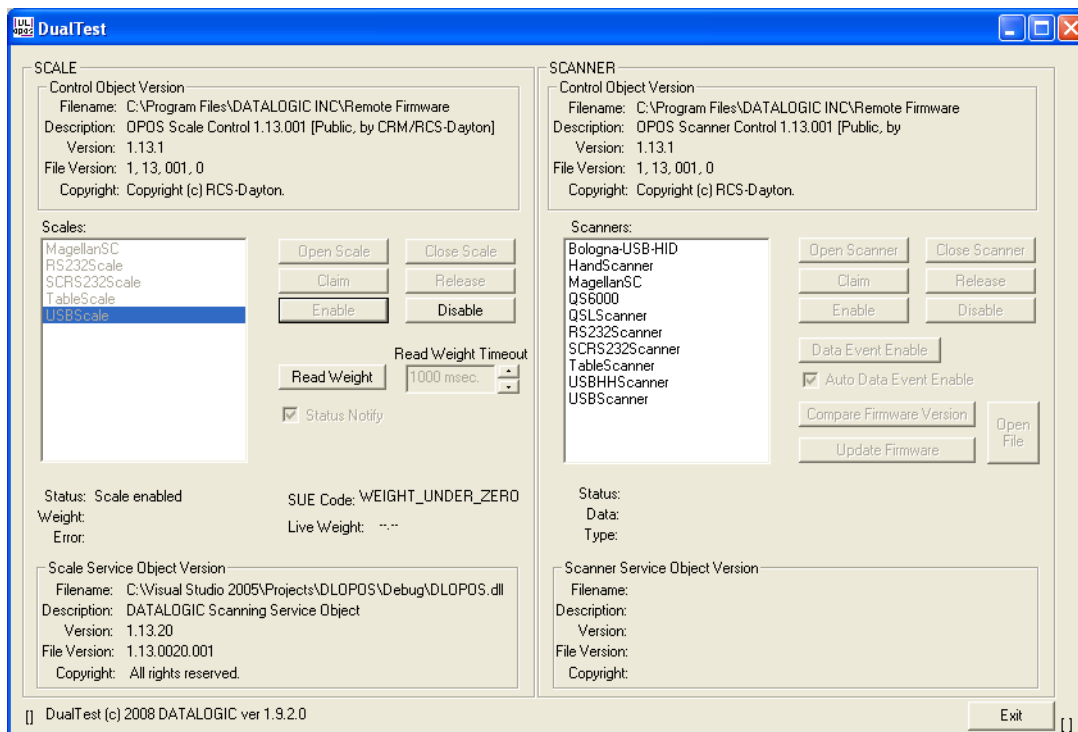 DualTest
SCALE
Control Object Version
Filename: C:\Program Files\DATALOGIC INC\Remote Firmware
Description: OPOS Scale Control 1.13.001 [Public, by CRM/RCS-Dayton]
Version: 1.13.1
File Version: 1, 13, 001, 0
Copyright: Copyright (c) RCS-Dayton.
Scales:
MagellanSC
RS232Scale
SCRS232Scale
TableScale
USBScale
Open Scale
Close Scale
Claim
Release
Enable
Disable
Read Weight Timeout
Read Weight
1000 msec.
Status Notify
Status: Scale enabled
Weight:
Error:
SUE Code: WEIGHT_UNDER_ZERO
Live Weight: --.--
Scale Service Object Version
Filename: C:\Visual Studio 2005\Projects\DLOPOS\Debug\DLOPOS.dll
Description: DATALOGIC Scanning Service Object
Version: 1.13.20
File Version: 1.13.0020.001
Copyright: All rights reserved.
SCANNER
Control Object Version
Filename: C:\Program Files\DATALOGIC INC\Remote Firmware
Description: OPOS Scanner Control 1.13.001 [Public, by
Version: 1.13.1
File Version: 1, 13, 001, 0
Copyright: Copyright (c) RCS-Dayton.
Scanners:
Bologna-USB-HID
HandScanner
MagellanSC
QS6000
QSLScanner
RS232Scanner
SCRS232Scanner
TableScanner
USBHHScanner
USBScanner
Open Scanner
Close Scanner
Claim
Release
Enable
Disable
Data Event Enable
Auto Data Event Enable
Compare Firmware Version
Update Firmware
Open
File
Status:
Data:
Type:
Scanner Service Object Version
Filename:
Description:
Version:
File Version:
Copyright:
[] DualTest (c) 2008 DATALOGIC ver 1.9.2.0
Exit
[ ]